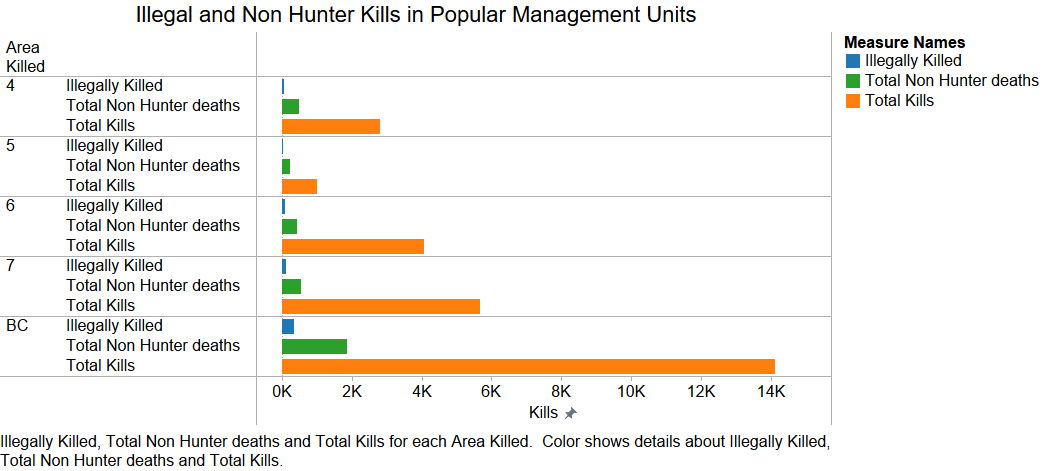 Illegal and Non Hunter Kills in Popular Management Units
Area
Killed
4 Illegally Killed
Total Non Hunter deaths
Total Kills
5 Illegally Killed
Total Non Hunter deaths
Total Kills
6 Illegally Killed
Total Non Hunter deaths
Total Kills
7 Illegally Killed
Total Non Hunter deaths
Total Kills
BC Illegally Killed
Total Non Hunter deaths
Total Kills
0K 2K 4K 6K 8K 10K 12K 14K
Kills
Measure Names
Illegally Killed
Total Non Hunter deaths
Total Kills
Illegally Killed, Total Non Hunter deaths and Total Kills for each Area Killed.  Color shows details about Illegally Killed,
Total Non Hunter deaths and Total Kills.